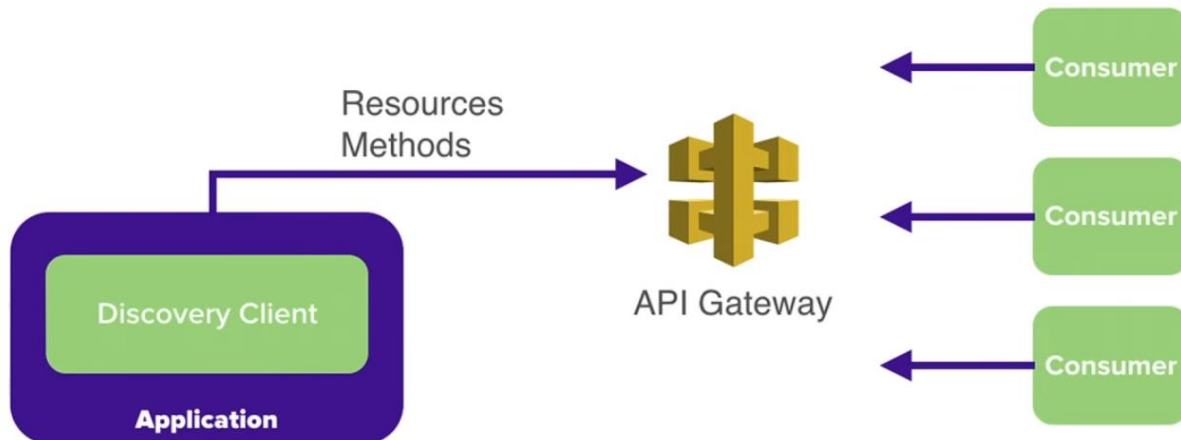 Resources
Methods
Discovery Client
Application
API Gateway
Consumer
Consumer
Consumer